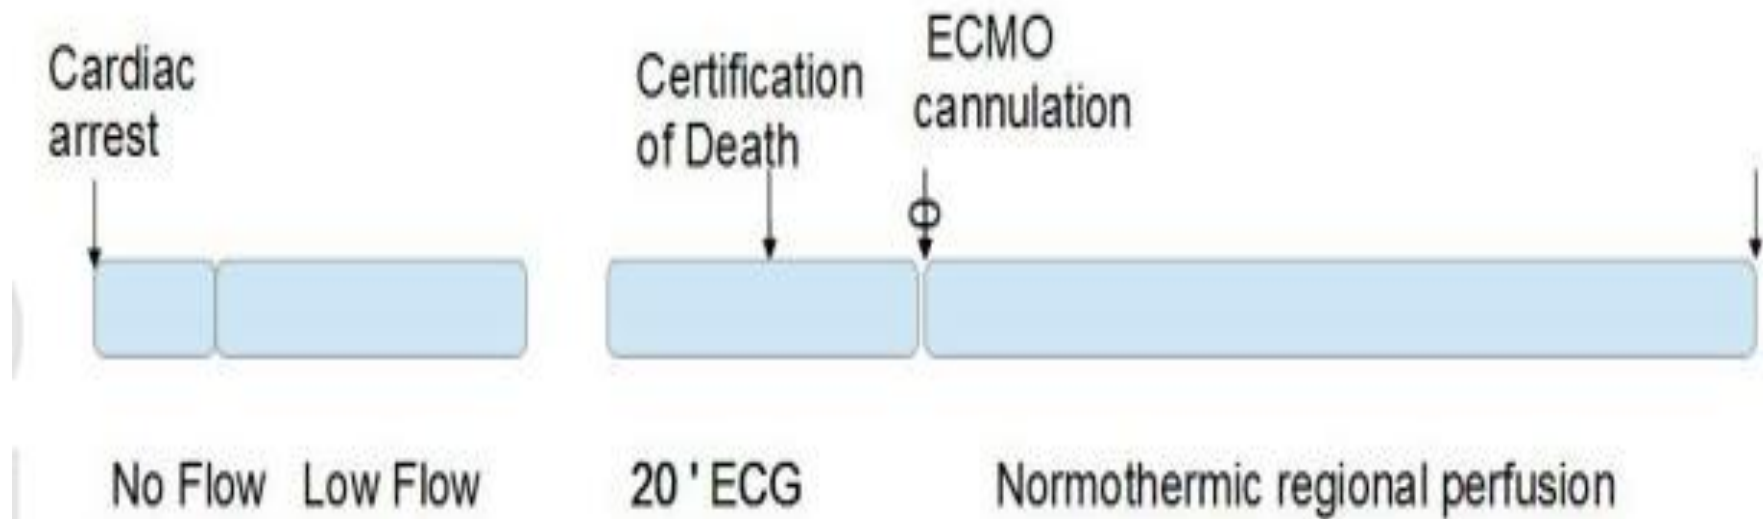 Cardiac
arrest
Certification
of Death
ECMO
cannulation
No Flow
Low Flow
20 ' ECG
Normothermic regional perfusion